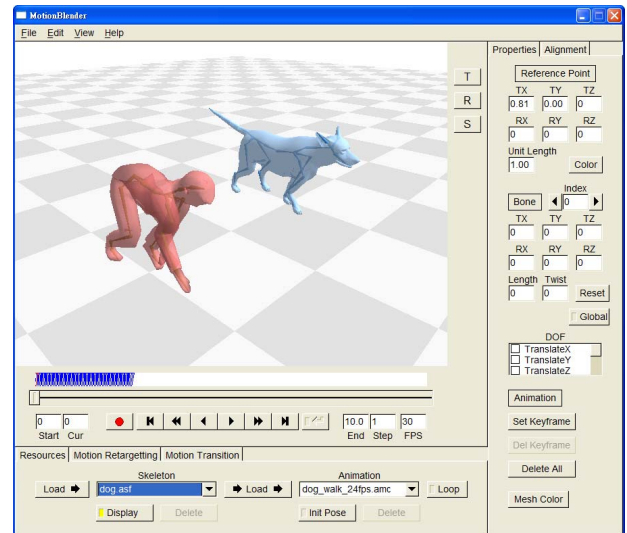 MotionBlender
File Edit View Help
Properties Alignment
Reference Point
TX TY TZ
0.81 0.00 0
RX RY RZ
0 0 0
Unit Length
1.00 Color
Index
Bone 0
TX TY TZ
0 0 0
RX RY RZ
0 0 0
Length Twist
0 0 Reset
Global
DOF
TranslateX
TranslateY
TranslateZ
Animation
Set Keyframe
Del Keyframe
Delete All
Mesh Color
T
R
S
0 0 10.0 1 30
Start Cur End Step FPS
Resources Motion Retargetting Motion Transition
Skeleton Animation
Load dog.asf Load dog_walk_24fps.amc Loop
Display Delete Init Pose Delete